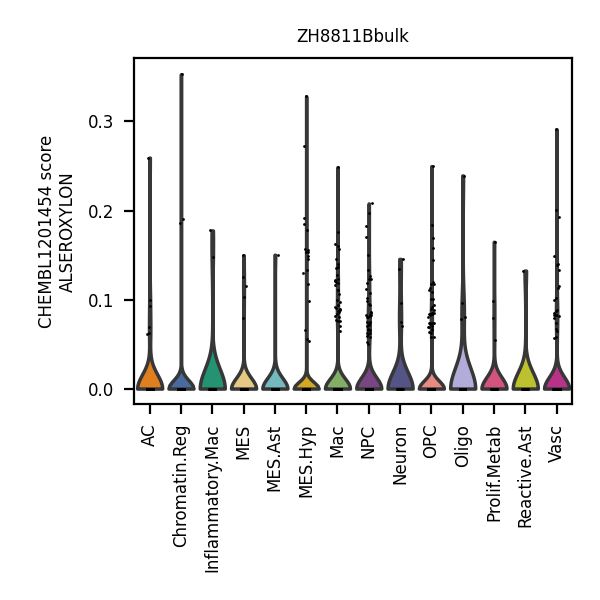 ZH8811Bbulk
CHEMBL1201454 score
ALSEROXYLON
0.3
0.2
0.1
0.0
AC
Chromatin.Reg
Inflammatory.Mac
MES
MES.Ast
MES.Hyp
Mac
NPC
Neuron
OPC
Oligo
Prolif.Metab
Reactive.Ast
Vasc